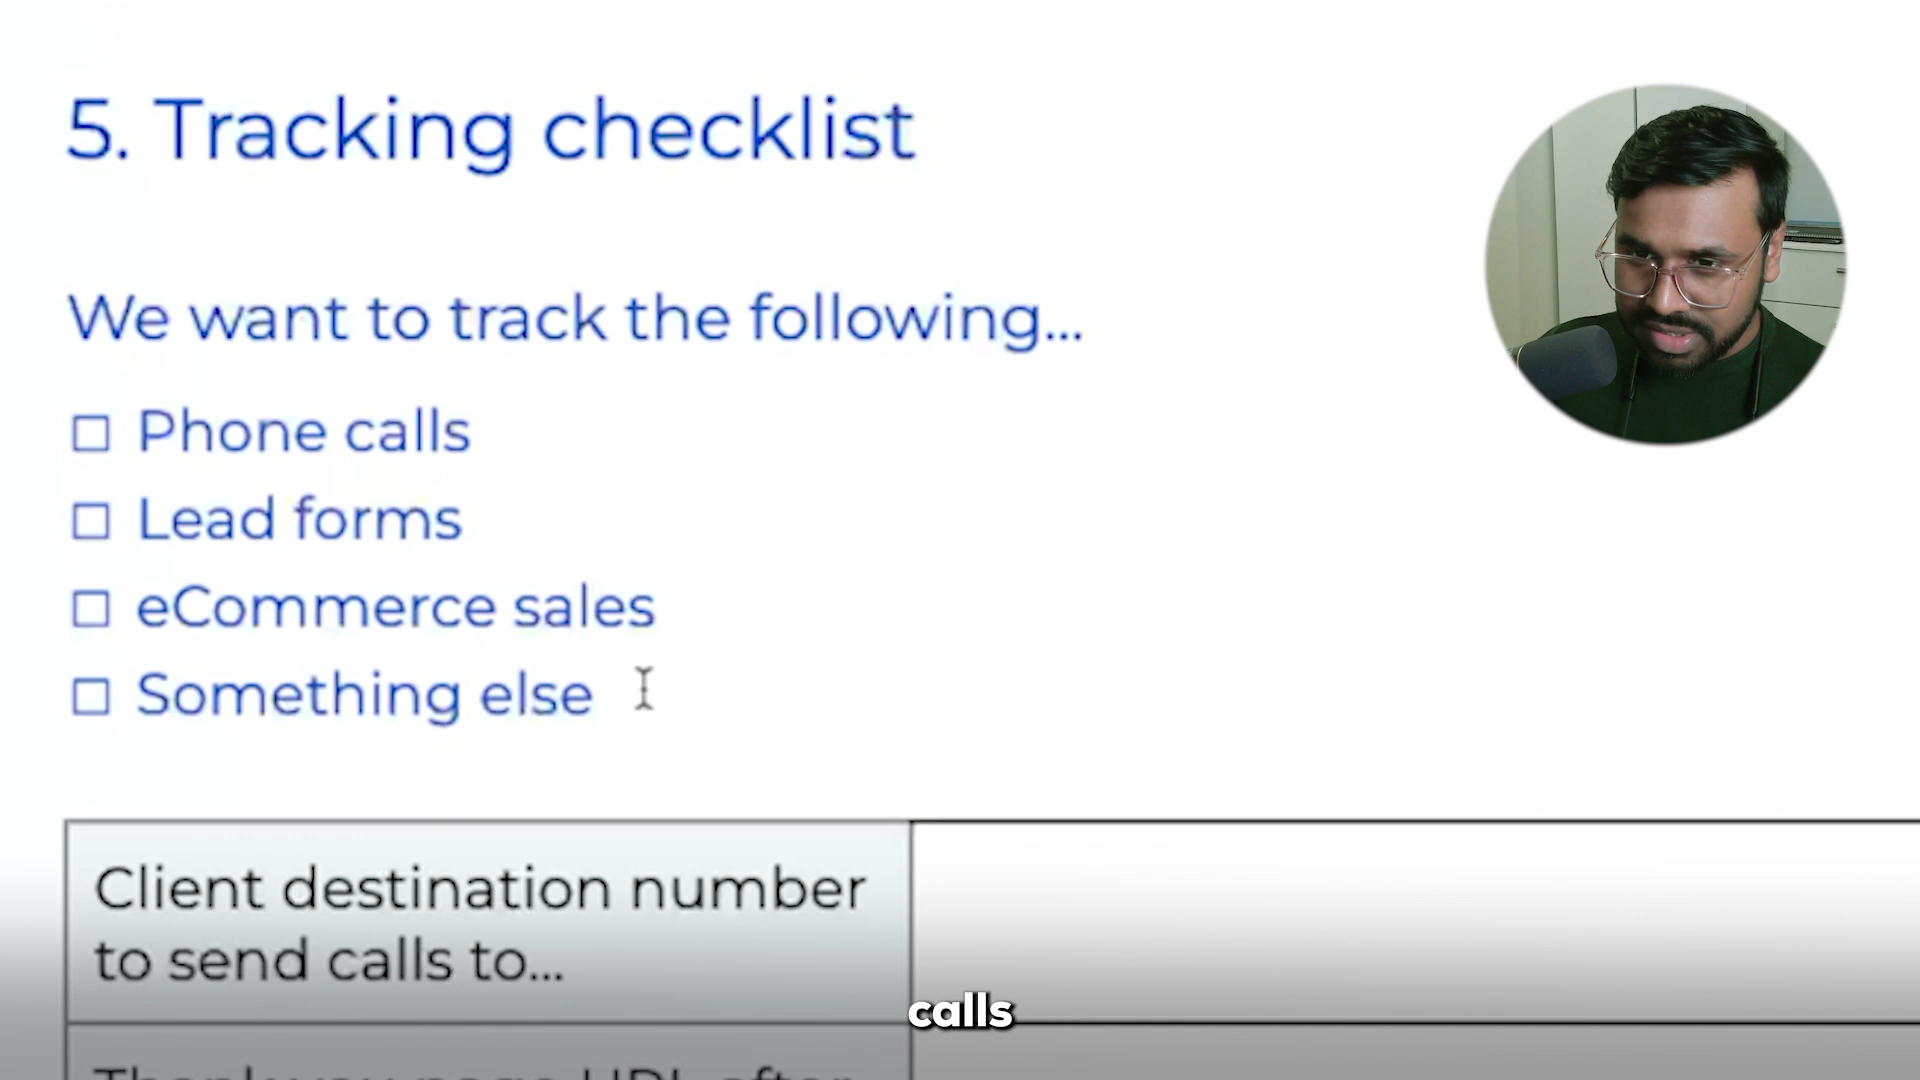 5. Tracking checklist
We want to track the following...
Phone calls
Lead forms
eCommerce sales
Something else
Client destination number
to send calls to...
calls